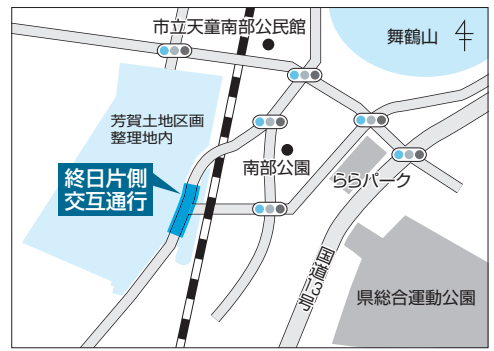 市立天童南部公民館
舞鶴山
芳賀土地区画
整理地内
終日片側
交互通行
南部公園
ららパーク
国道13号
県総合運動公園